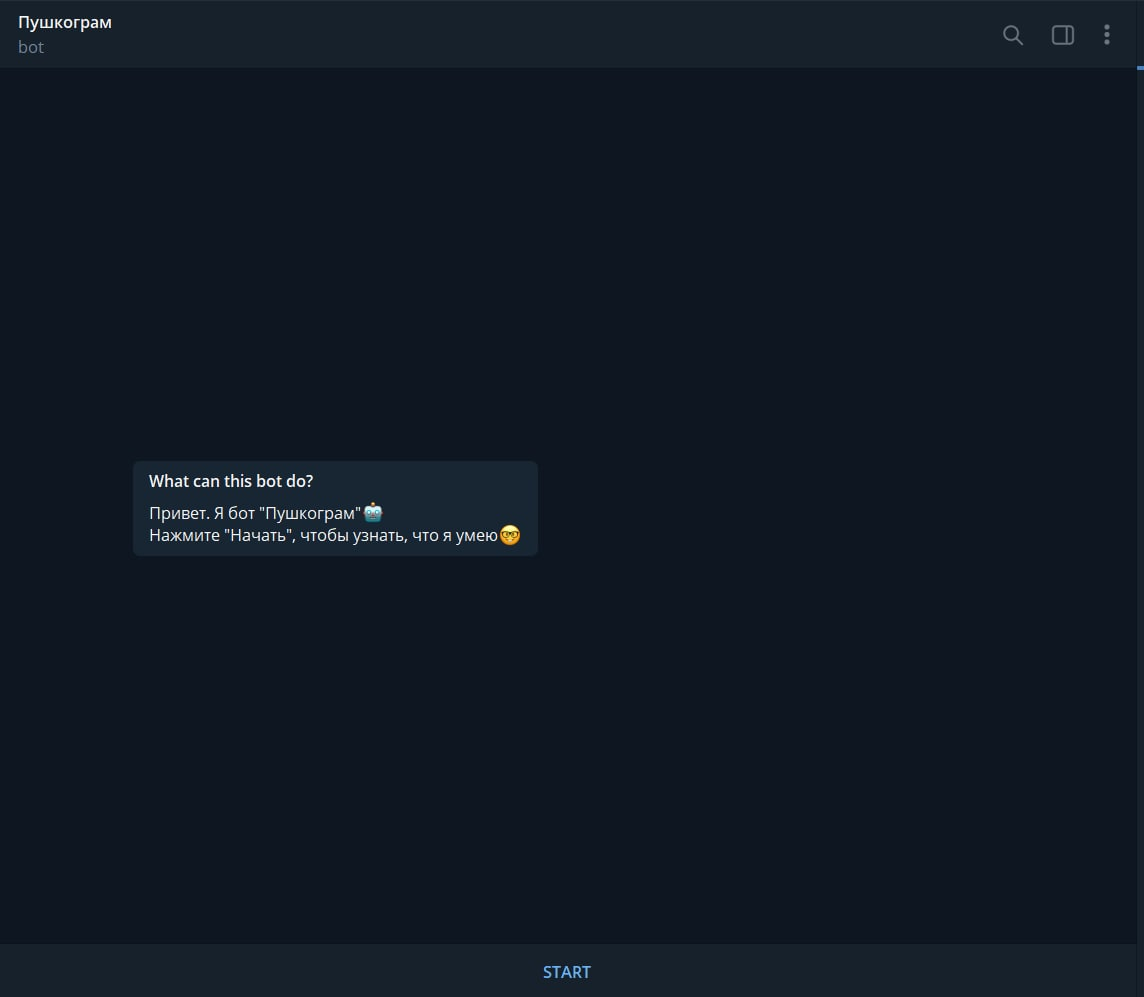 Пушкограм
bot
What can this bot do?
Привет. Я бот "Пушкограм"🤖
Нажмите "Начать", чтобы узнать, что я умею🤓
START